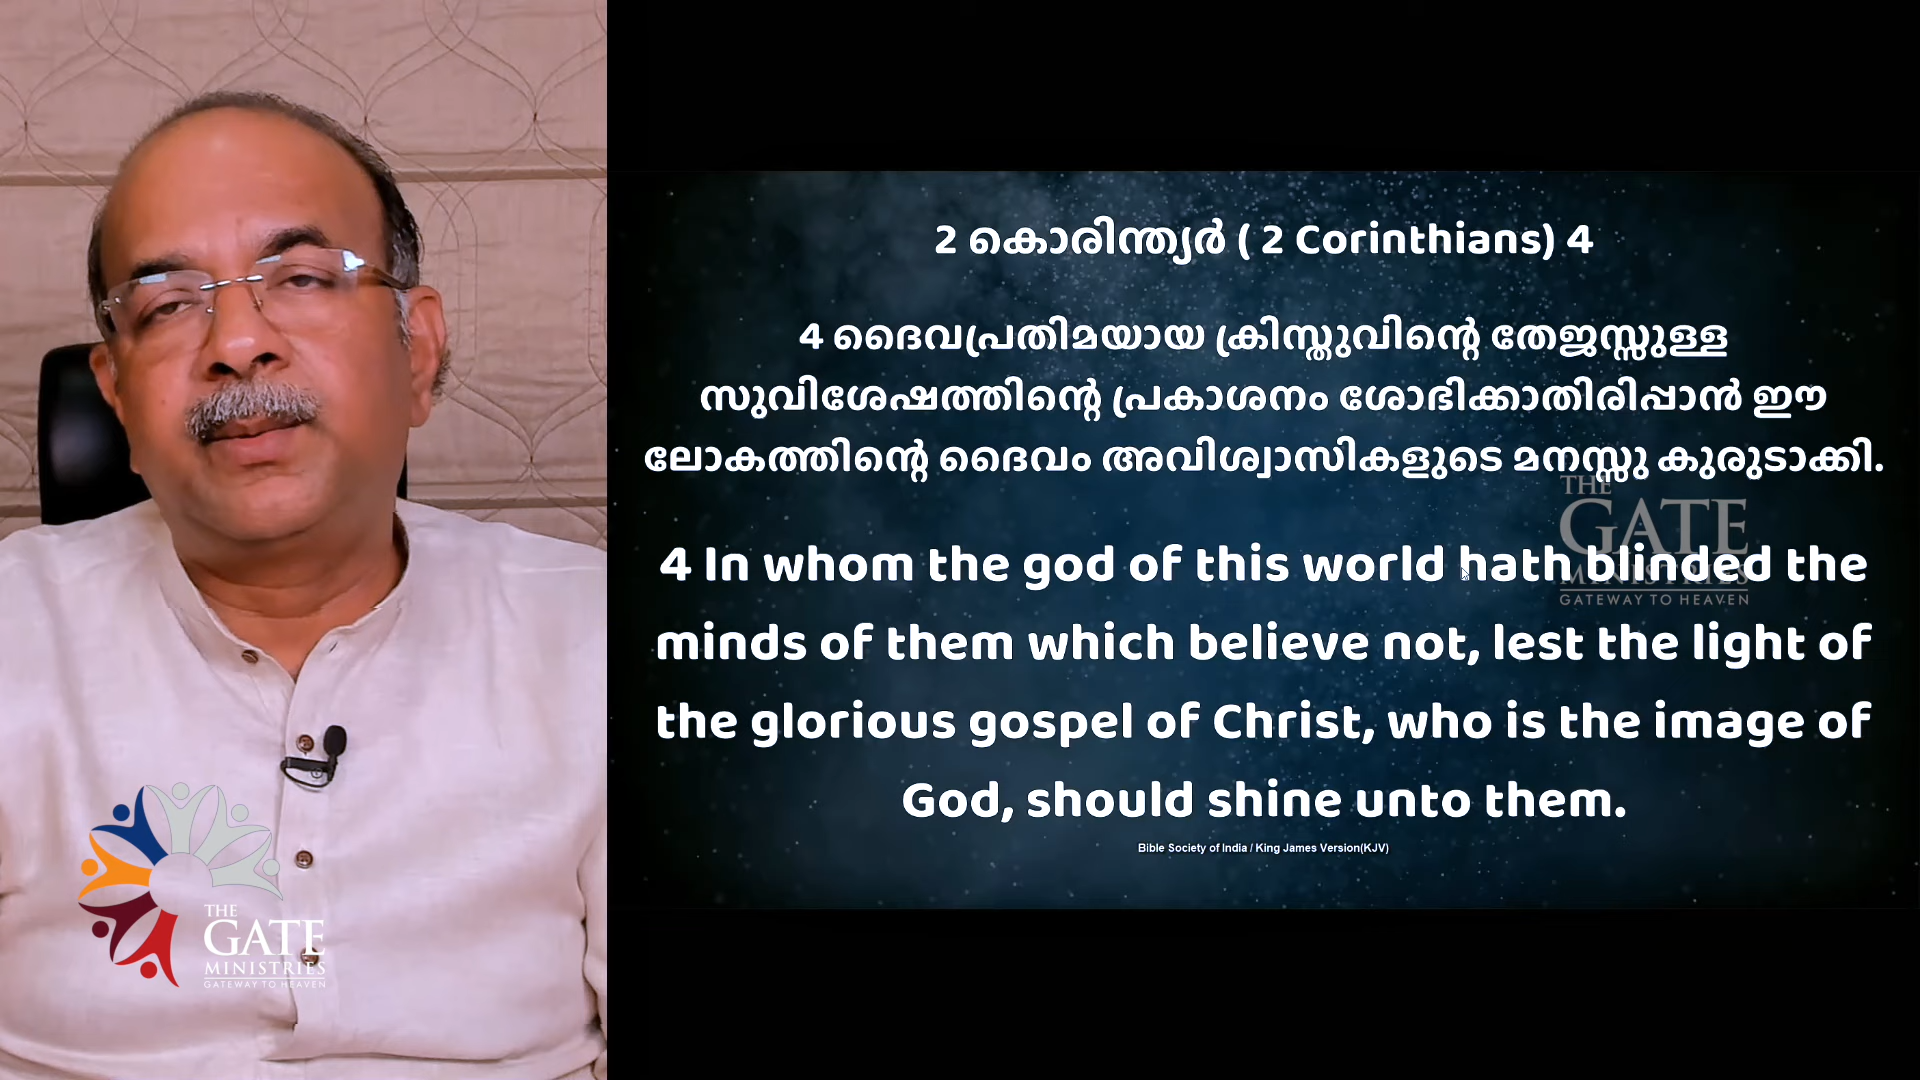 2 കൊരിന്ത്യർ ( 2 Corinthians) 4
4 ദൈവപ്രതിമയായ ക്രിസ്തുവിന്റെ തേജസ്സുള്ള
സുവിശേഷത്തിന്റെ പ്രകാശനം ശോഭിക്കാതിരിപ്പാൻ ഈ
ലോകത്തിന്റെ ദൈവം അവിശ്വാസികളുടെ മനസ്സു കുരുടാക്കി.
THE
GATE
MINISTRIES
GATEWAY TO HEAVEN
4 In whom the god of this world hath blinded the
minds of them which believe not, lest the light of
the glorious gospel of Christ, who is the image of
God, should shine unto them.
Bible Society of India / King James Version(KJV)
THE
GATE
MINISTRIES
GATEWAY TO HEAVEN